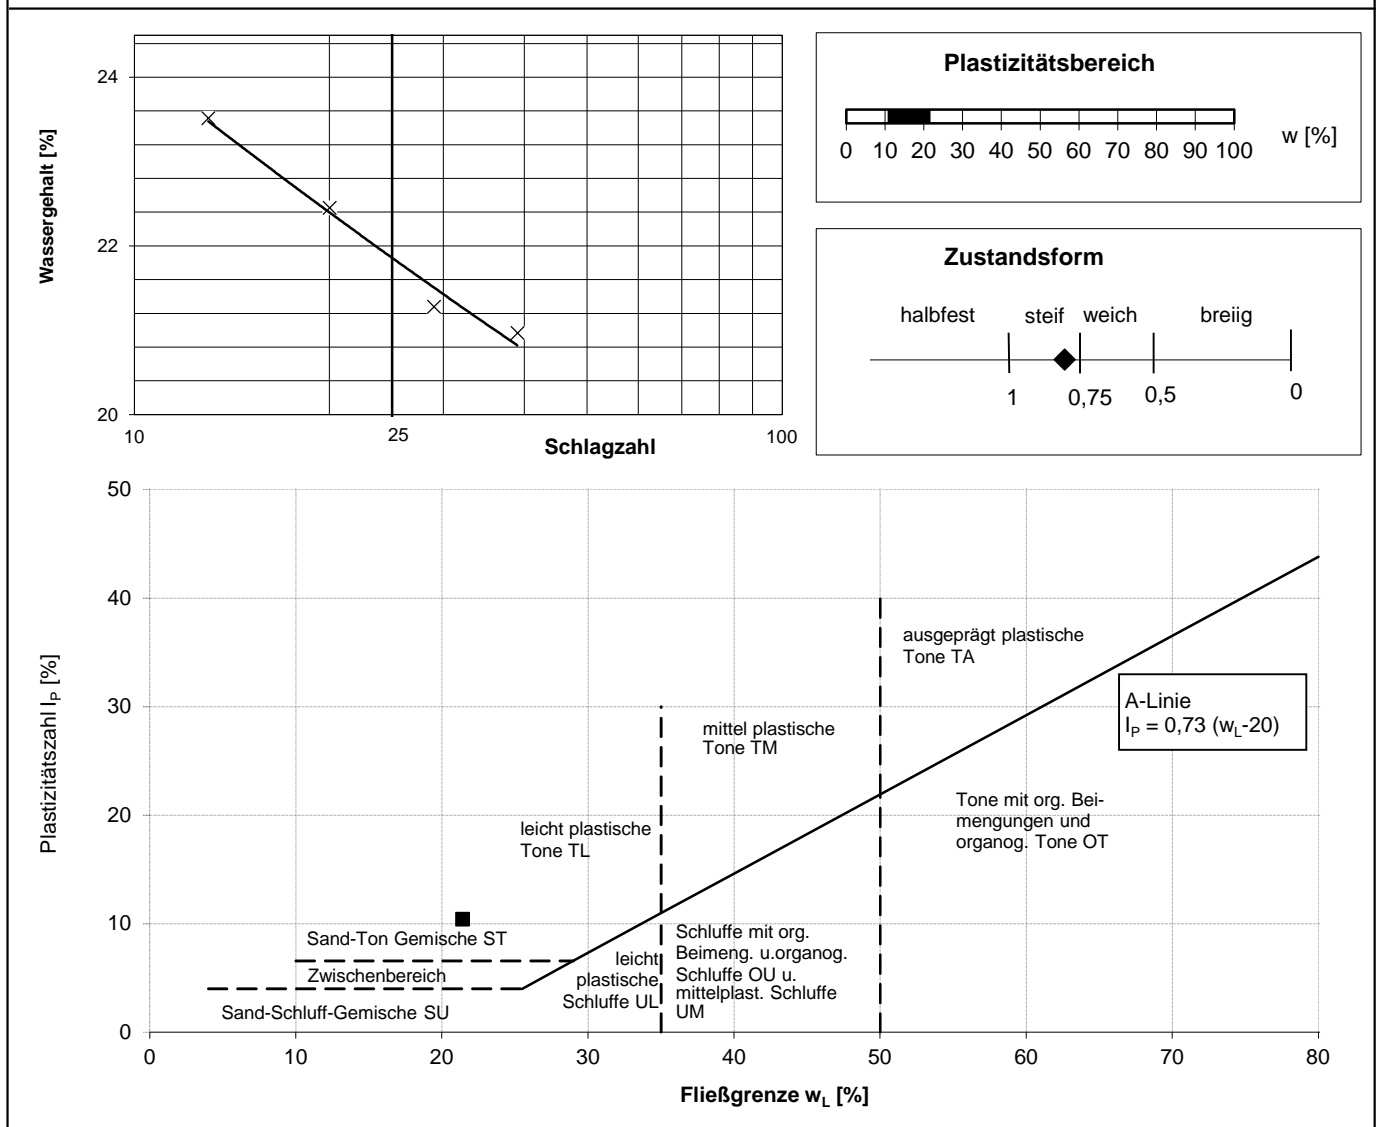 24
22
20
Wassergehalt [%]
10
25
100
Schlagzahl
Plastizitätsbereich
0 10 20 30 40 50 60 70 80 90 100
w [%]
Zustandsform
halbfest steif weich breiig
1 0,75 0,5 0
50
40
30
20
10
0
Plastizitätszahl IP [%]
ausgeprägt plastische
Tone TA
A-Linie
IP = 0,73 (wL-20)
mittel plastische
Tone TM
Tone mit org. Bei-
mengungen und
organog. Tone OT
leicht plastische
Tone TL
Sand-Ton Gemische ST
Zwischenbereich
Sand-Schluff-Gemische SU
leicht
plastische
Schluffe UL
Schluffe mit org.
Beimeng. u.organog.
Schluffe OU u.
mittelplast. Schluffe
UM
0 10 20 30 40 50 60 70 80
Fließgrenze wL [%]